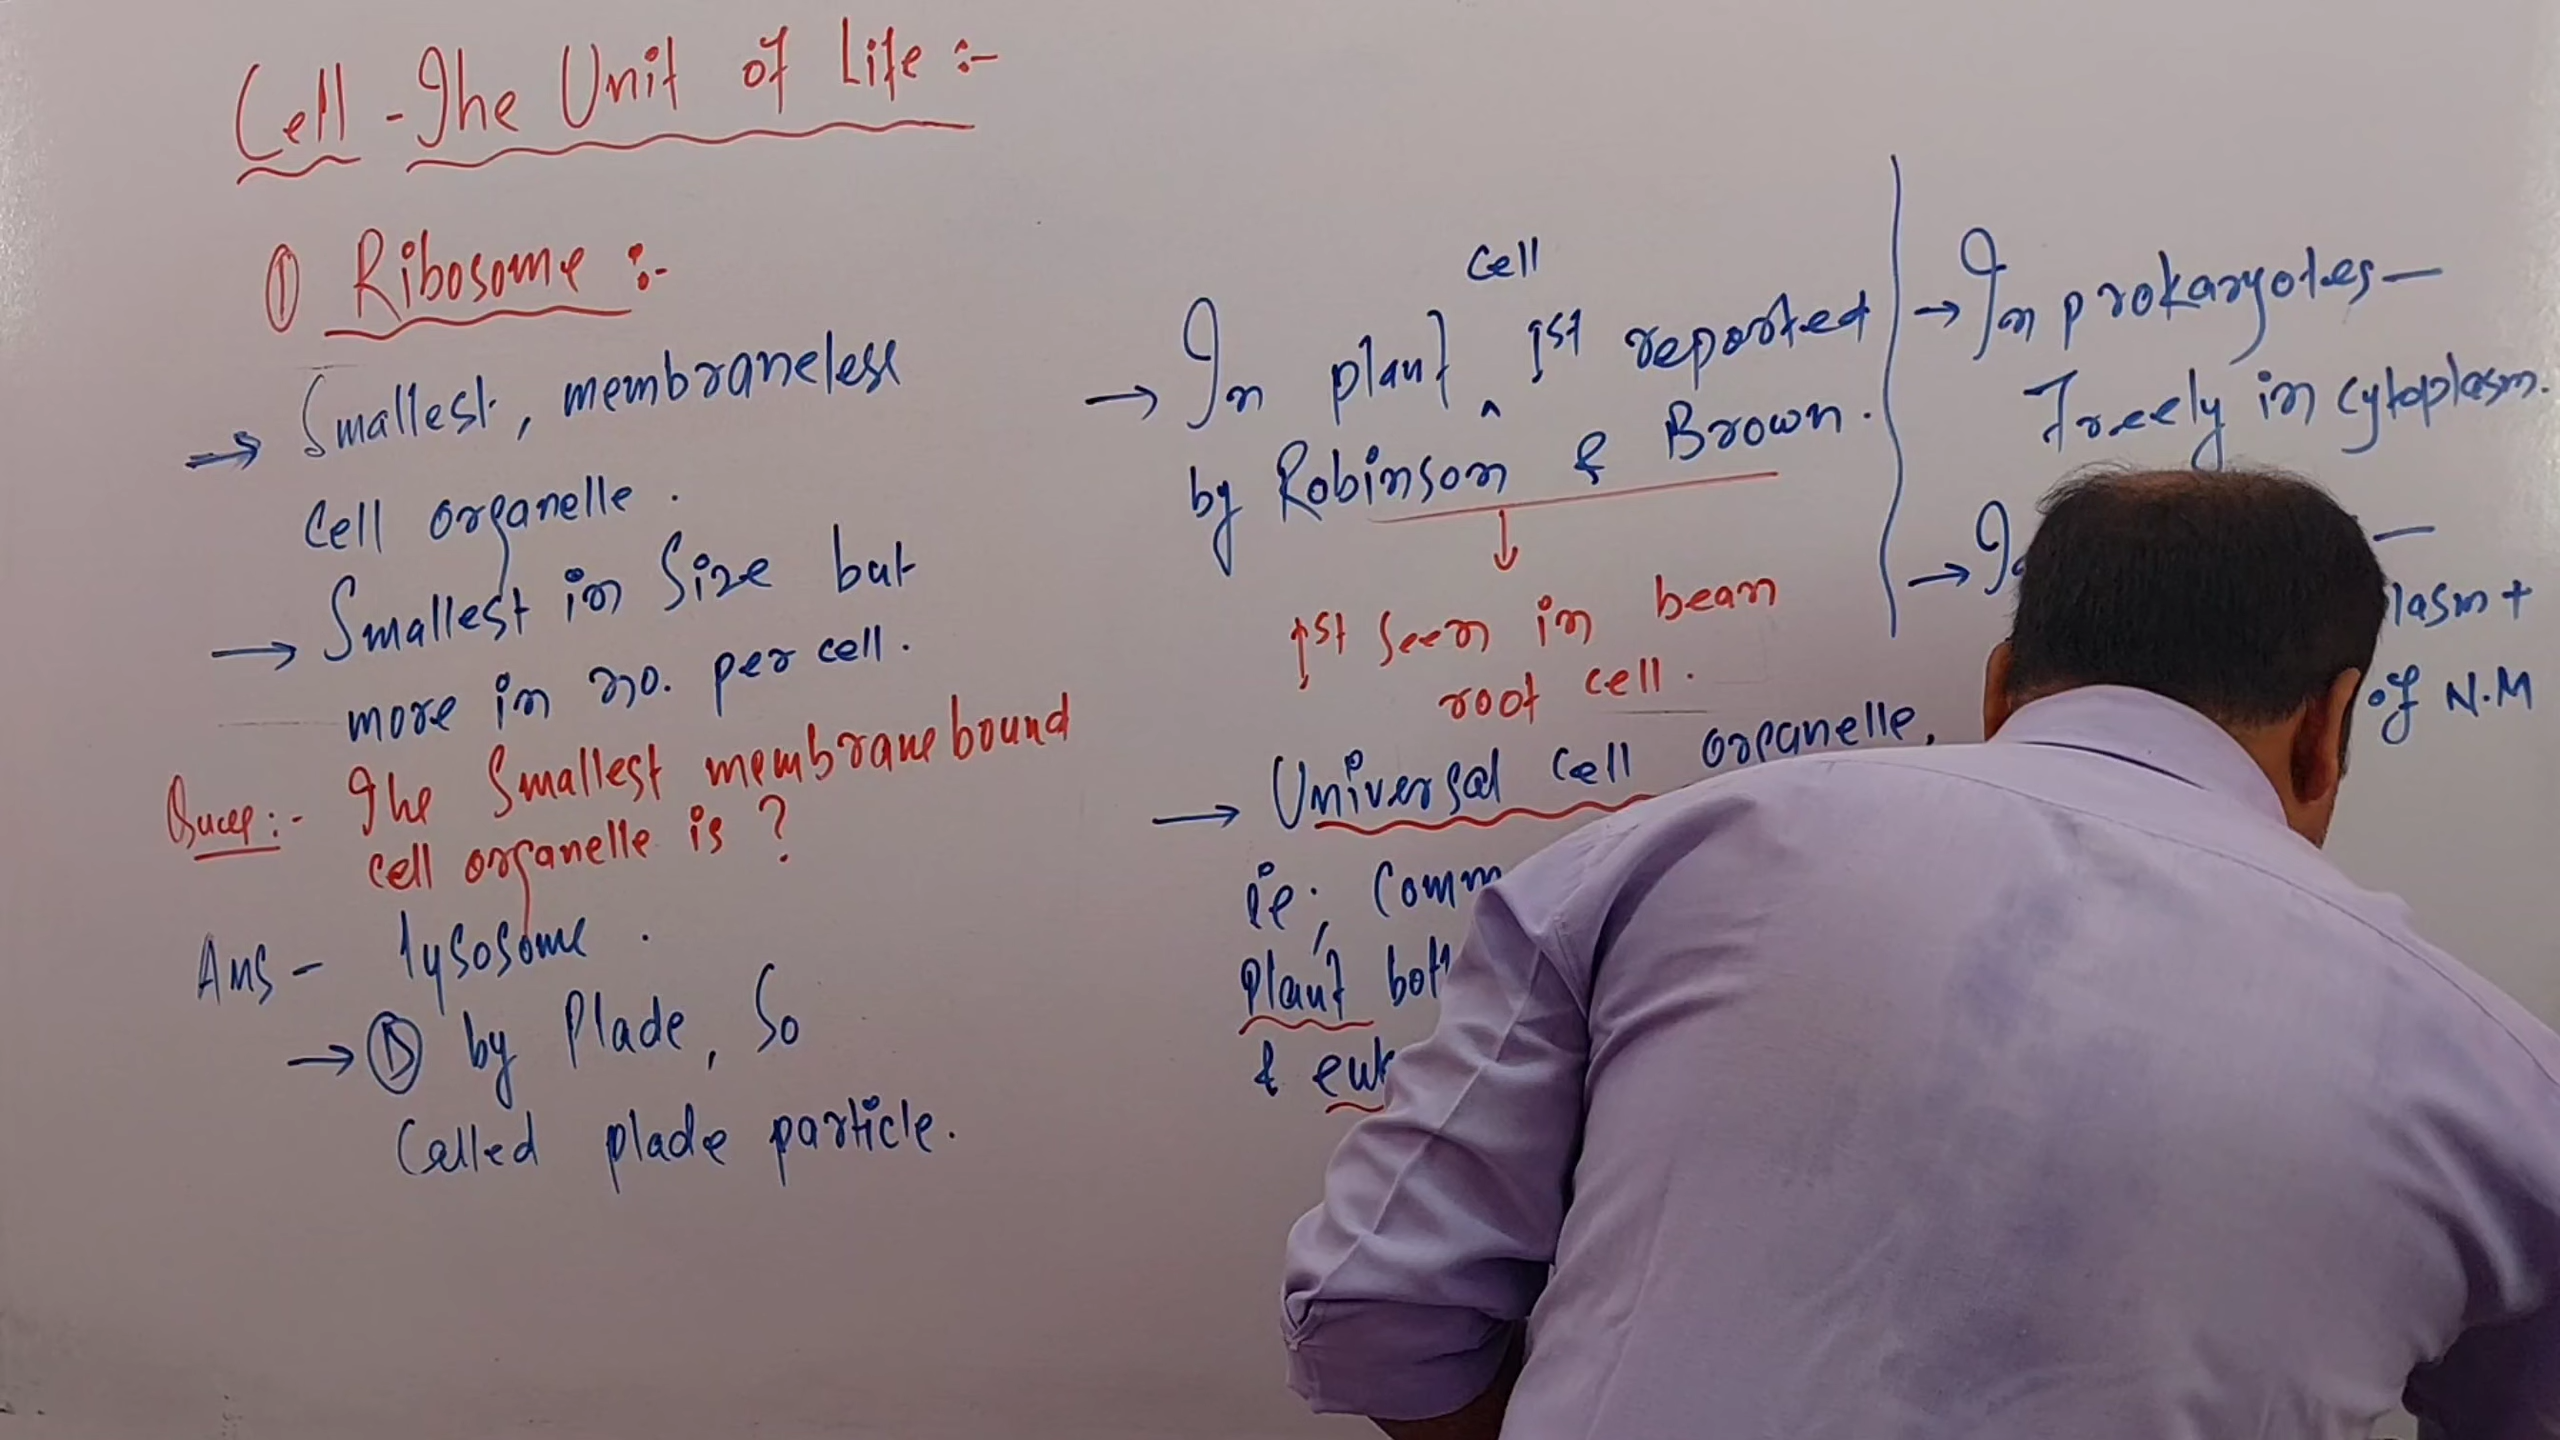 Cell - The Unit of Life :-
① Ribosome :-
→ Smallest, membraneless
Cell organelle.
→ Smallest in Size but
more in no. per cell.
Ques:- The Smallest membrane bound
cell organelle is ?
Ans - lysosome.
→ Ⓓ by Plade, So
Called plade particle.
→ In plant cell 1st reported
by Robinson & Brown.
↓
1st Seen in bean
root cell.
→ Universal Cell organelle,
ie; Comm
Plant bot
& euk
→ In prokaryotes—
Freely in cytoplasm.
→ I —
lasm +
of N.M